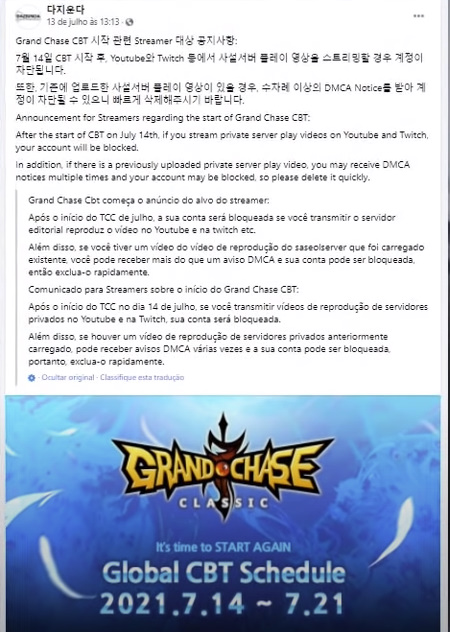 다지운다
13 de julho às 13:13 ·
Grand Chase CBT 시작 관련 Streamer 대상 공지사항:
7월 14일 CBT 시작 후, Youtube와 Twitch 등에서 사설서버 플레이 영상을 스트리밍할 경우 계정이
차단됩니다.
또한, 기존에 업로드한 사설서버 플레이 영상이 있을 경우, 수차례 이상의 DMCA Notice를 받아 계
정이 차단될 수 있으니 빠르게 삭제해주시기 바랍니다.
Announcement for Streamers regarding the start of Grand Chase CBT:
After the start of CBT on July 14th, if you stream private server play videos on Youtube and Twitch,
your account will be blocked.
In addition, if there is a previously uploaded private server play video, you may receive DMCA
notices multiple times and your account may be blocked, so please delete it quickly.
Grand Chase Cbt começa o anúncio do alvo do streamer:
Após o início do TCC de julho, a sua conta será bloqueada se você transmitir o servidor
editorial reproduz o vídeo no Youtube e na twitch etc.
Além disso, se você tiver um vídeo do vídeo de reprodução do saseolserver que foi carregado
existente, você pode receber mais do que um aviso DMCA e sua conta pode ser bloqueada,
então exclua-o rapidamente.
Comunicado para Streamers sobre o início do Grand Chase CBT:
Após o início do TCC no dia 14 de julho, se você transmitir vídeos de reprodução de servidores
privados no Youtube e na Twitch, sua conta será bloqueada.
Além disso, se houver um vídeo de reprodução de servidores privados anteriormente
carregado, pode receber avisos DMCA várias vezes e a sua conta pode ser bloqueada,
portanto, exclua-o rapidamente.
· Ocultar original · Classifique esta tradução
GRAND CHASE
CLASSIC
It's time to START AGAIN
Global CBT Schedule
2021.7.14 ~ 7.21